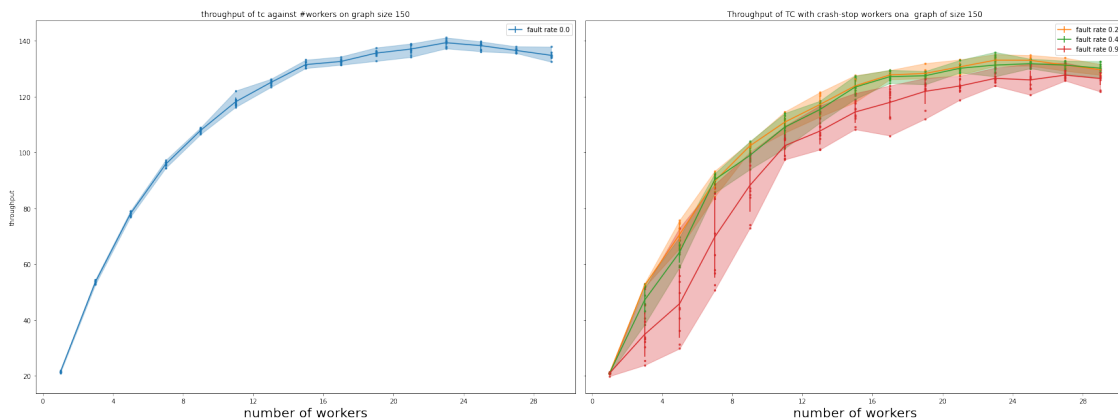 throughput of tc against #workers on graph size 150
fault rate 0.0
throughput
140
120
100
80
60
40
20
0
4
8
12
16
20
24
28
number of workers
Throughput of TC with crash-stop workers ona graph of size 150
fault rate 0.2
fault rate 0.4
fault rate 0.9
0
4
8
12
16
20
24
28
number of workers